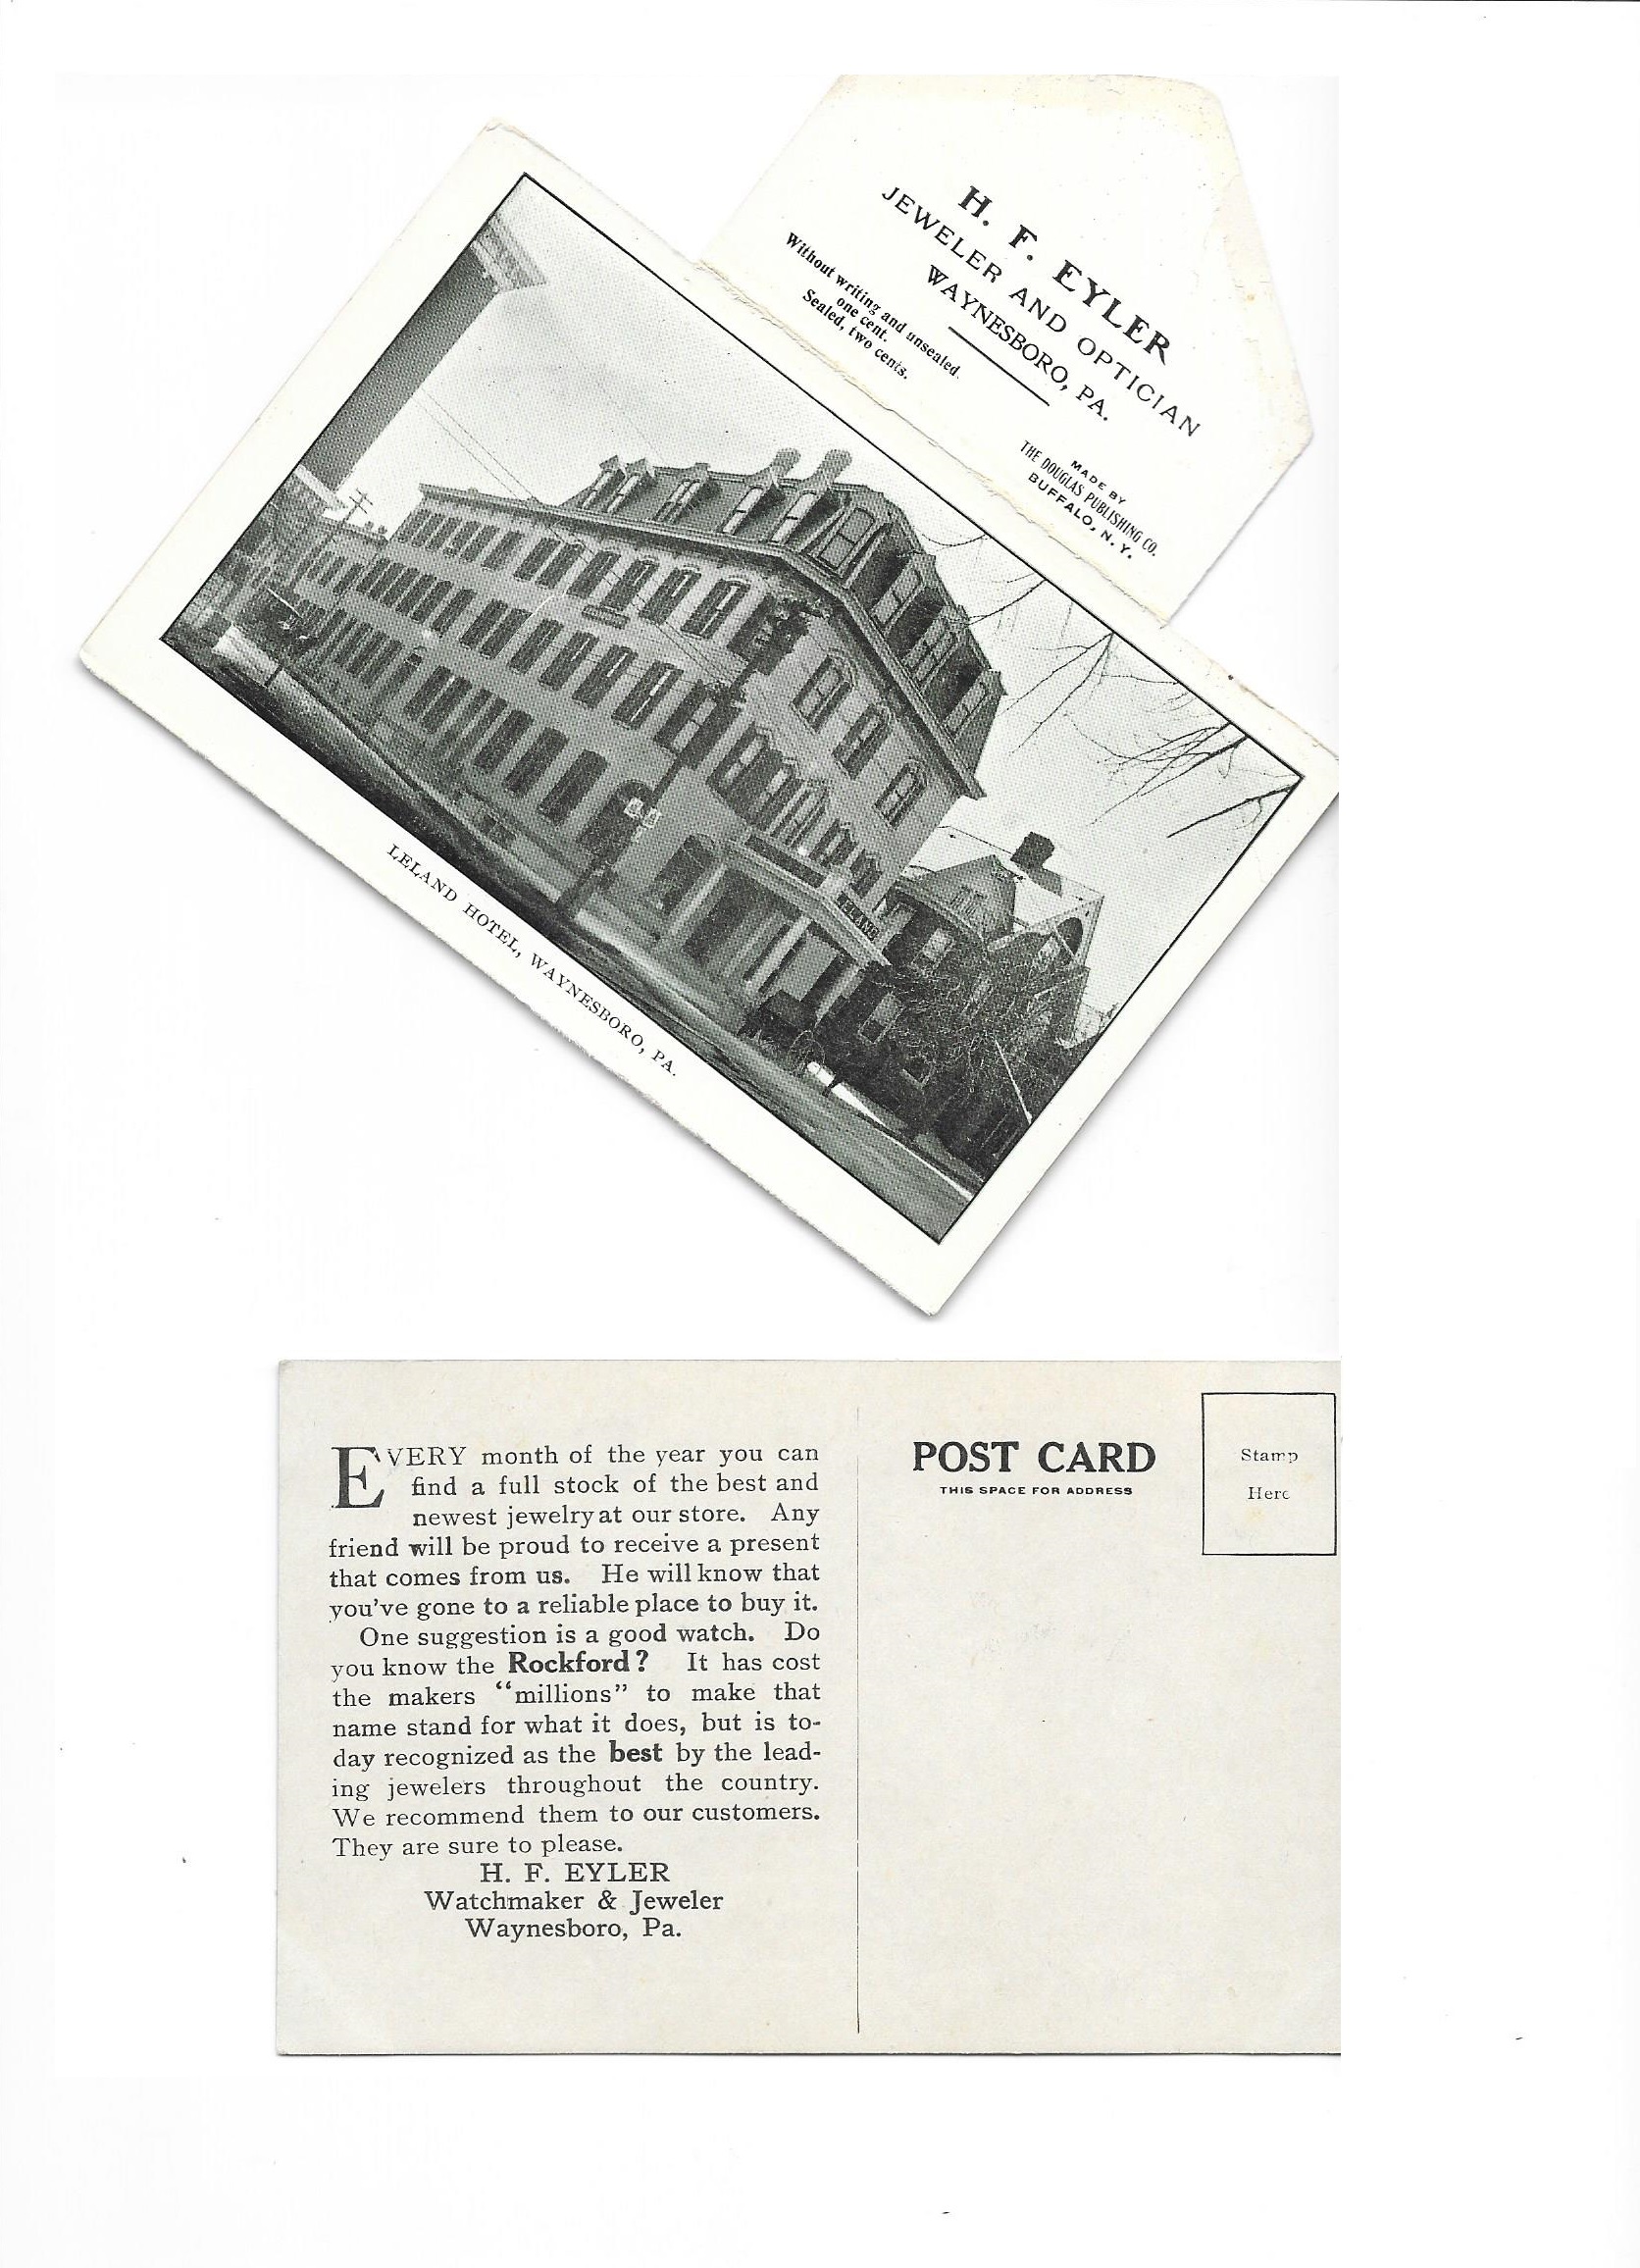 H. F. EYLER
JEWELER AND OPTICIAN
WAYNESBORO, PA.
Without writing and unsealed.
one cent.
Sealed, two cents.
MADE BY
THE DOUGLAS PUBLISHING CO.
BUFFALO, N. Y.
LELAND
LELAND HOTEL, WAYNESBORO, PA.
EVERY month of the year you can
find a full stock of the best and
newest jewelry at our store. Any
friend will be proud to receive a present
that comes from us. He will know that
you've gone to a reliable place to buy it.
One suggestion is a good watch. Do
you know the Rockford? It has cost
the makers “millions” to make that
name stand for what it does, but is to-
day recognized as the best by the lead-
ing jewelers throughout the country.
We recommend them to our customers.
They are sure to please.
H. F. EYLER
Watchmaker & Jeweler
Waynesboro, Pa.
POST CARD
THIS SPACE FOR ADDRESS
Stamp
Here